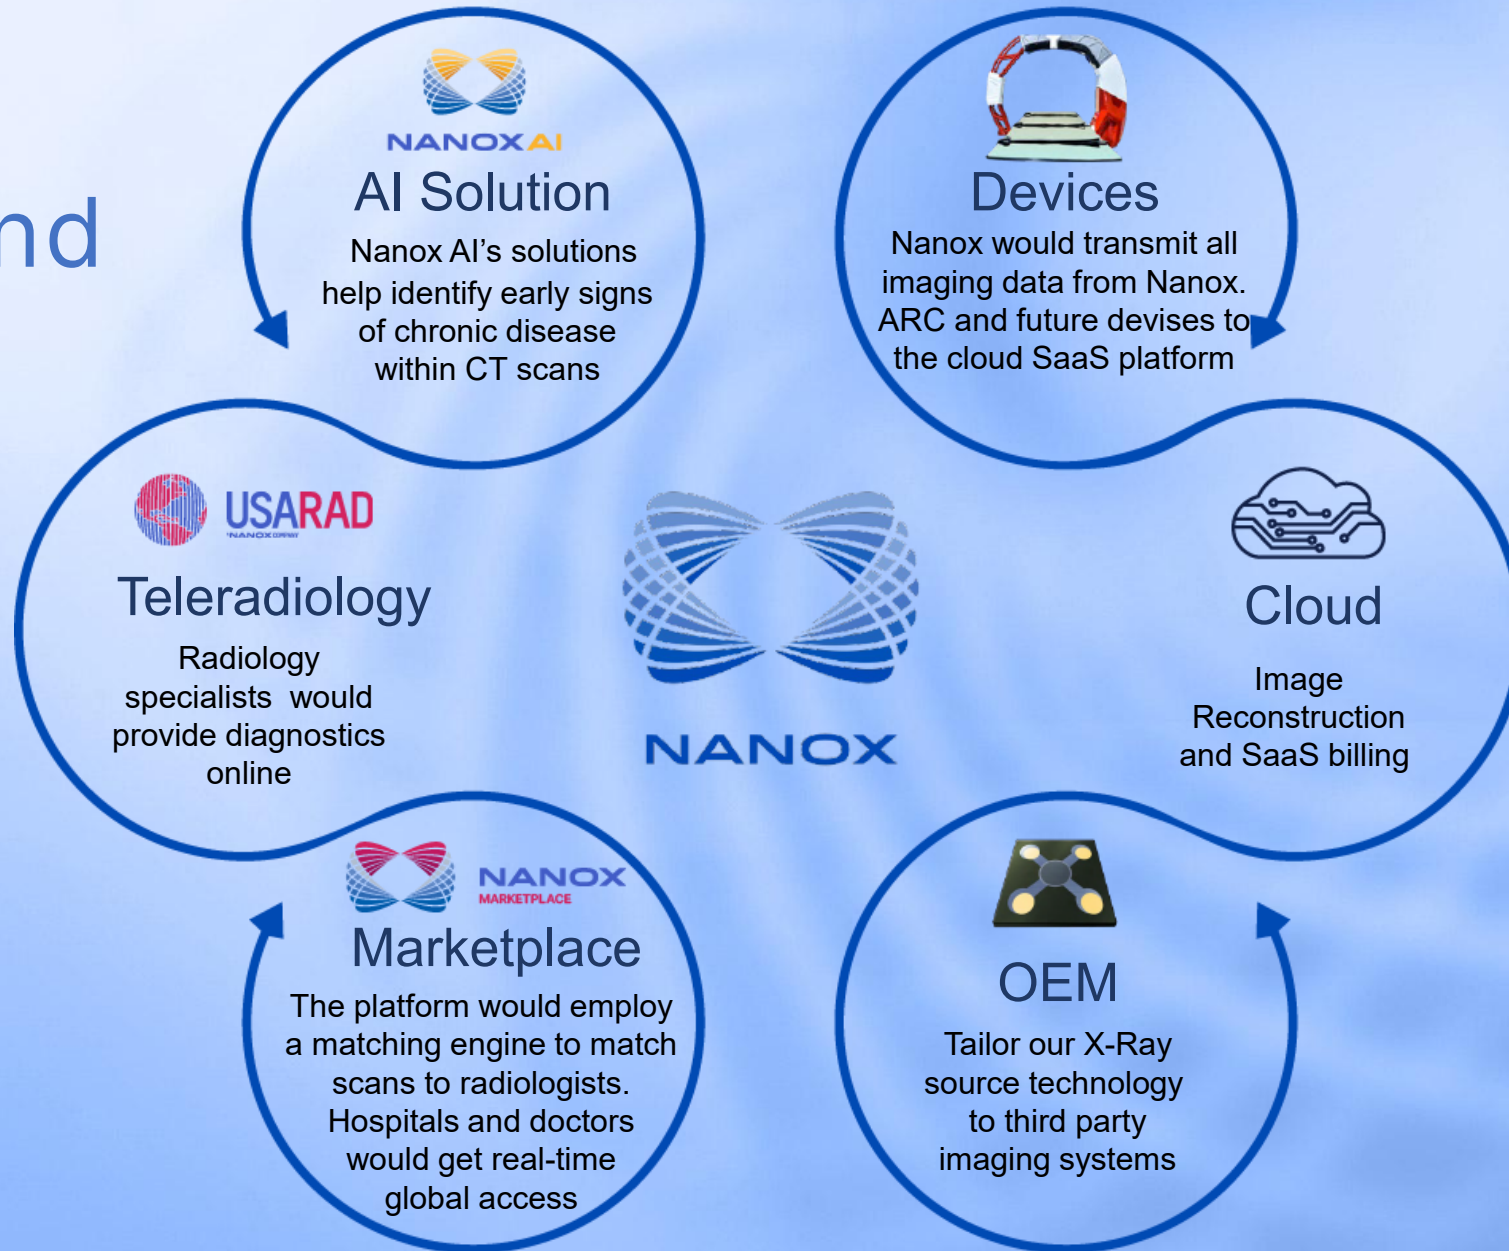 nd
NANOX AI
AI Solution
Nanox AI’s solutions
help identify early signs
of chronic disease
within CT scans
Devices
Nanox would transmit all
imaging data from Nanox.
ARC and future devises to
the cloud SaaS platform
USARAD
A NANOX COMPANY
Teleradiology
Radiology
specialists would
provide diagnostics
online
NANOX
Cloud
Image
Reconstruction
and SaaS billing
NANOX
MARKETPLACE
Marketplace
The platform would employ
a matching engine to match
scans to radiologists.
Hospitals and doctors
would get real-time
global access
OEM
Tailor our X-Ray
source technology
to third party
imaging systems